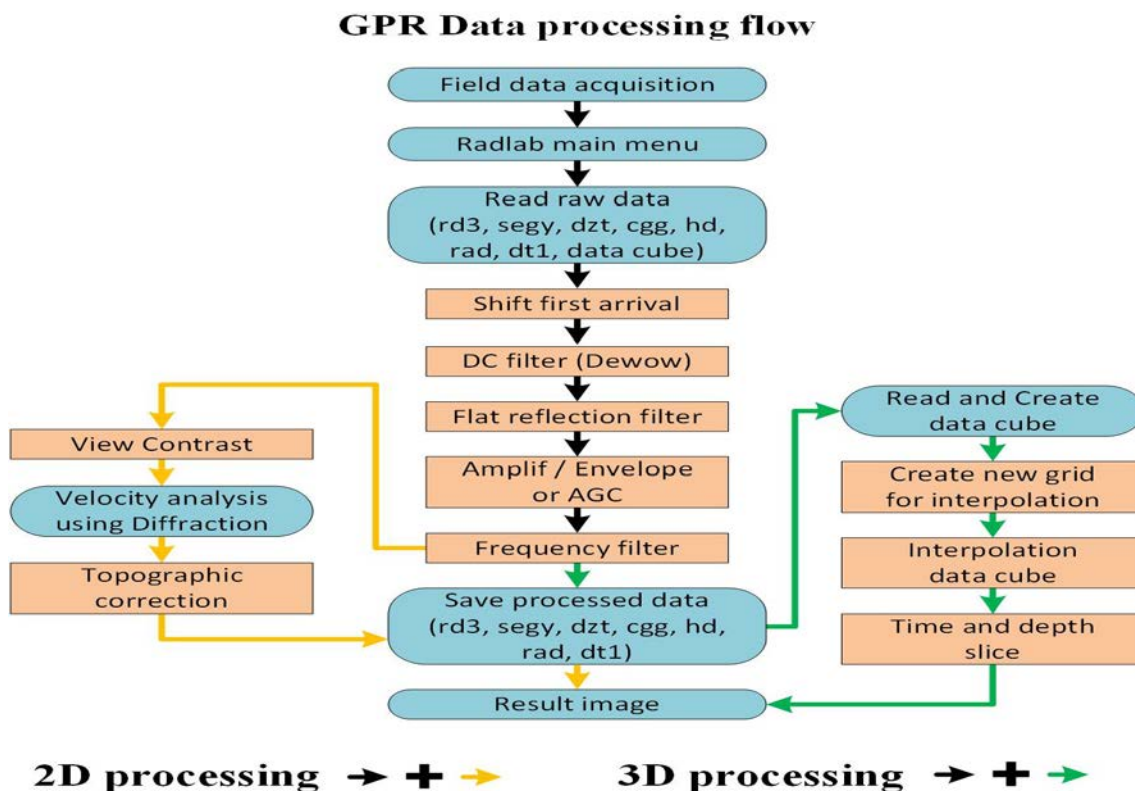 GPR Data processing flow
Field data acquisition
Radlab main menu
Read raw data
(rd3, segy, dzt, cgg, hd,
rad, dt1, data cube)
Shift first arrival
DC filter (Dewow)
Flat reflection filter
Amplif / Envelope
or AGC
Frequency filter
View Contrast
Velocity analysis
using Diffraction
Topographic
correction
Save processed data
(rd3, segy, dzt, cgg, hd,
rad, dt1)
Read and Create
data cube
Create new grid
for interpolation
Interpolation
data cube
Time and depth
slice
Result image
2D processing → + →
3D processing → + →